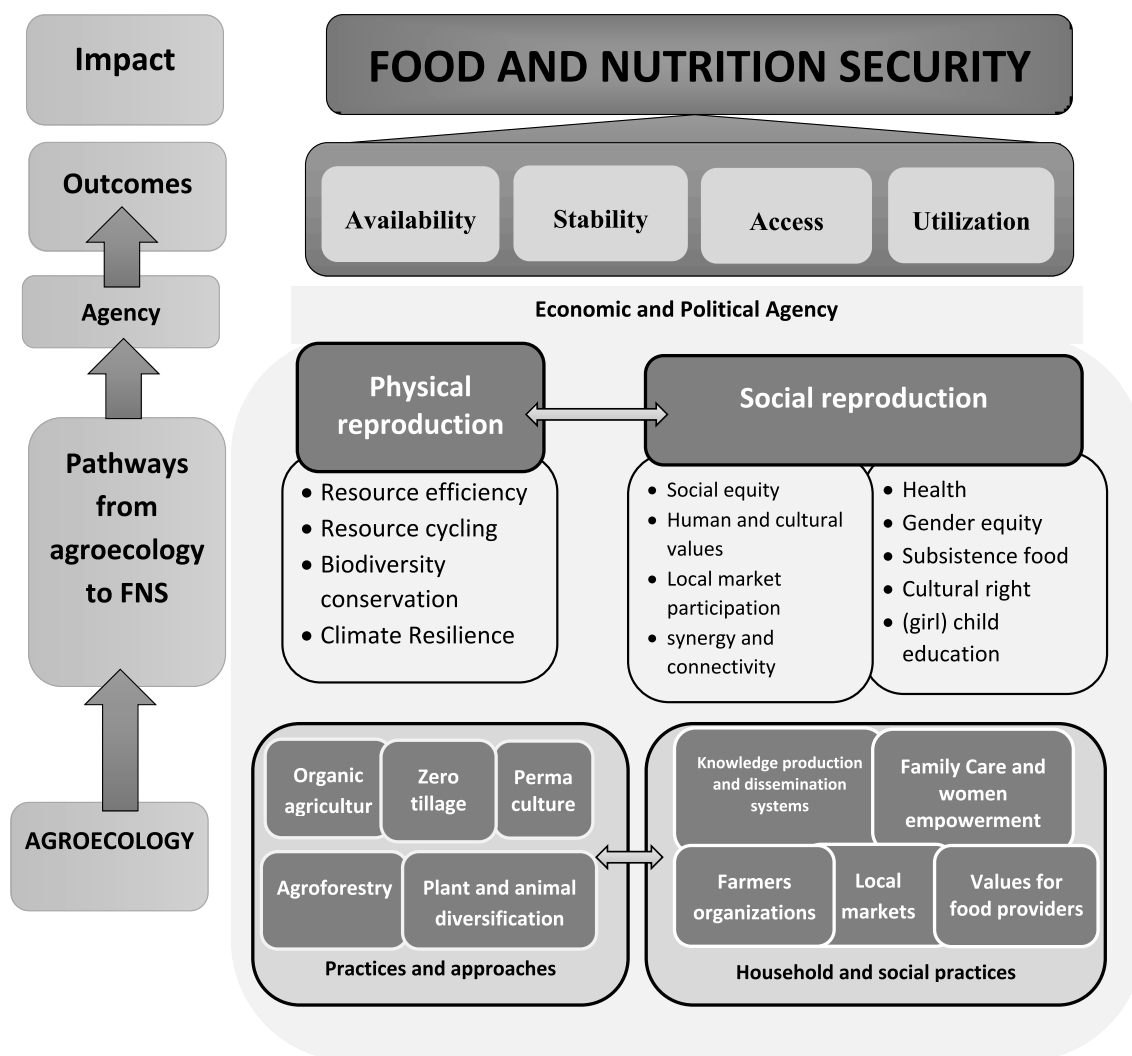 Impact
FOOD AND NUTRITION SECURITY
Outcomes
Availability
Stability
Access
Utilization
Agency
Economic and Political Agency
Pathways
from
agroecology
to FNS
Physical
reproduction
Social reproduction
• Resource efficiency
• Resource cycling
• Biodiversity
conservation
• Climate Resilience
• Social equity
• Human and cultural
values
• Local market
participation
• synergy and
connectivity
• Health
• Gender equity
• Subsistence food
• Cultural right
• (girl) child
education
AGROECOLOGY
Organic
agricultur
Zero
tillage
Perma
culture
Agroforestry
Plant and animal
diversification
Practices and approaches
Knowledge production
and dissemination
systems
Family Care and
women
empowerment
Farmers
organizations
Local
markets
Values for
food providers
Household and social practices